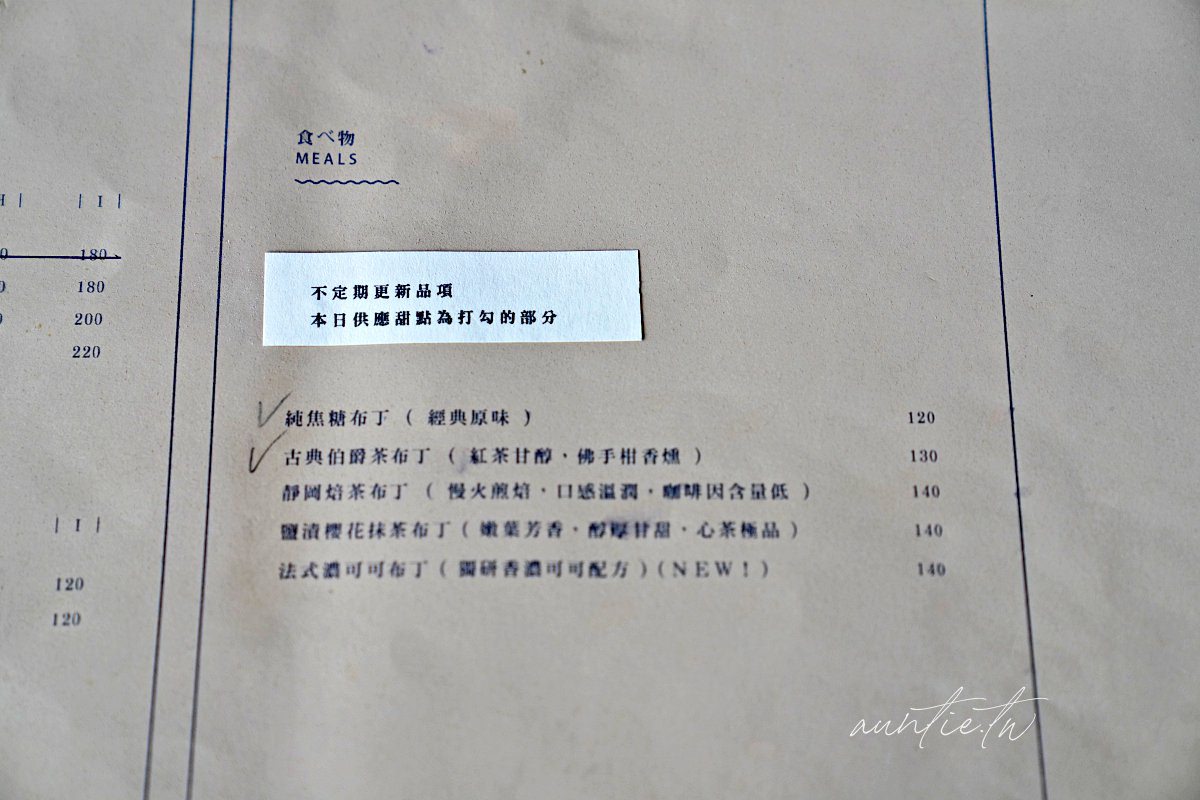 食べ物
MEALS
不定期更新品項
本日供應甜點為打勾的部分
純焦糖布丁 ( 經典原味 ) 120
古典伯爵茶布丁 ( 紅茶甘醇・佛手柑香燻 ) 130
靜岡焙茶布丁 ( 慢火煎焙・口感溫潤・咖啡因含量低 ) 140
鹽漬櫻花抹茶布丁 ( 嫩葉芳香・醇厚甘甜・心茶極品 ) 140
法式濃可可布丁 ( 獨研香濃可可配方 ) (NEW!) 140
| I |
180
180
200
220
| I |
120
120
auntie.tw